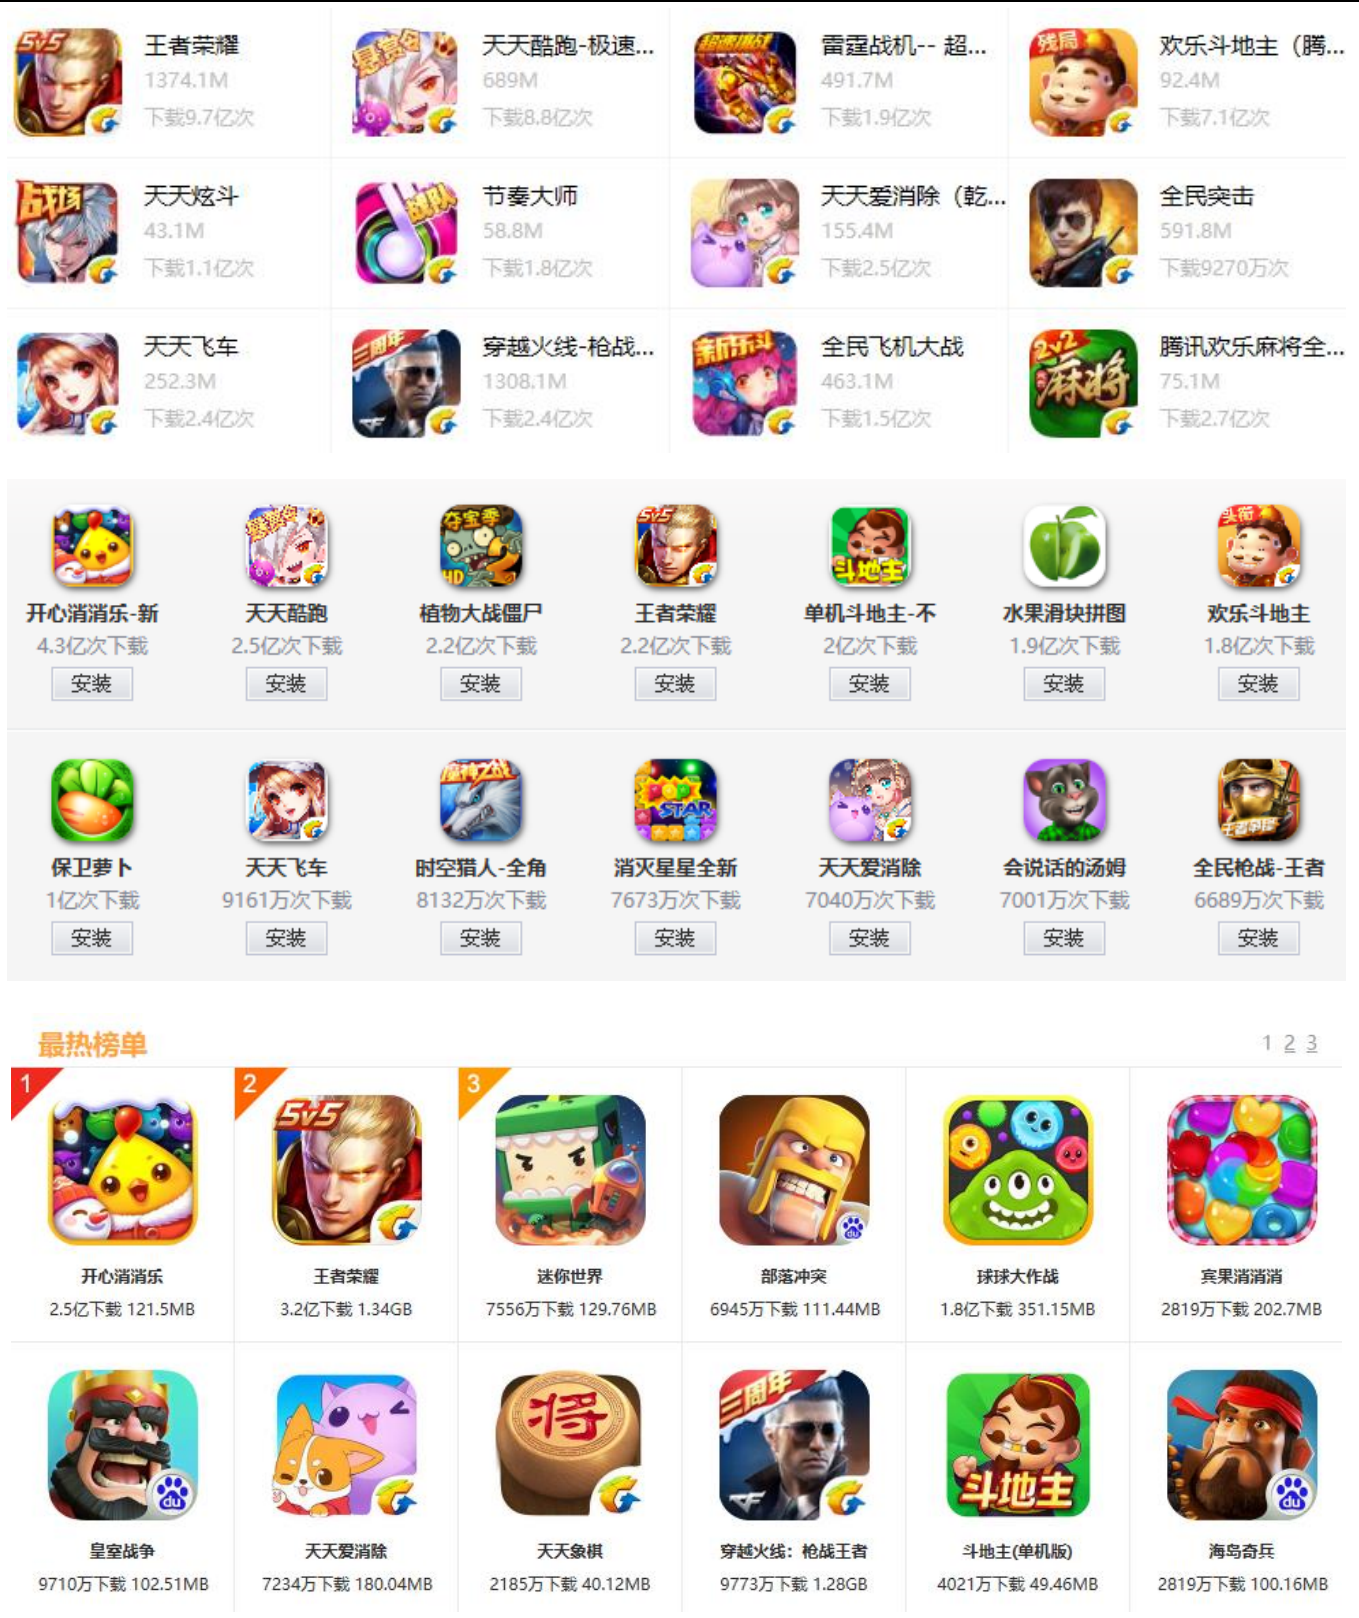 王者荣耀
1374.1M
下载9.7亿次
天天酷跑-极速...
689M
下载8.8亿次
雷霆战机-- 超...
491.7M
下载1.9亿次
欢乐斗地主（腾...
92.4M
下载7.1亿次
天天炫斗
43.1M
下载1.1亿次
节奏大师
58.8M
下载1.8亿次
天天爱消除（乾...
155.4M
下载2.5亿次
全民突击
591.8M
下载9270万次
天天飞车
252.3M
下载2.4亿次
穿越火线-枪战...
1308.1M
下载2.4亿次
全民飞机大战
463.1M
下载1.5亿次
腾讯欢乐麻将全...
75.1M
下载2.7亿次
开心消消乐-新
4.3亿次下载
安装
天天酷跑
2.5亿次下载
安装
植物大战僵尸
2.2亿次下载
安装
王者荣耀
2.2亿次下载
安装
单机斗地主-不
2亿次下载
安装
水果滑块拼图
1.9亿次下载
安装
欢乐斗地主
1.8亿次下载
安装
保卫萝卜
1亿次下载
安装
天天飞车
9161万次下载
安装
时空猎人-全角
8132万次下载
安装
消灭星星全新
7673万次下载
安装
天天爱消除
7040万次下载
安装
会说话的汤姆
7001万次下载
安装
全民枪战-王者
6689万次下载
安装
最热榜单
1 2 3
1
5v5
开心消消乐
2.5亿下载 121.5MB
2
王者荣耀
3.2亿下载 1.34GB
3
迷你世界
7556万下载 129.76MB
部落冲突
6945万下载 111.44MB
球球大作战
1.8亿下载 351.15MB
宾果消消消
2819万下载 202.7MB
皇室战争
9710万下载 102.51MB
天天爱消除
7234万下载 180.04MB
将
天天象棋
2185万下载 40.12MB
三周年
穿越火线：枪战王者
9773万下载 1.28GB
斗地主
斗地主(单机版)
4021万下载 49.46MB
海岛奇兵
2819万下载 100.16MB